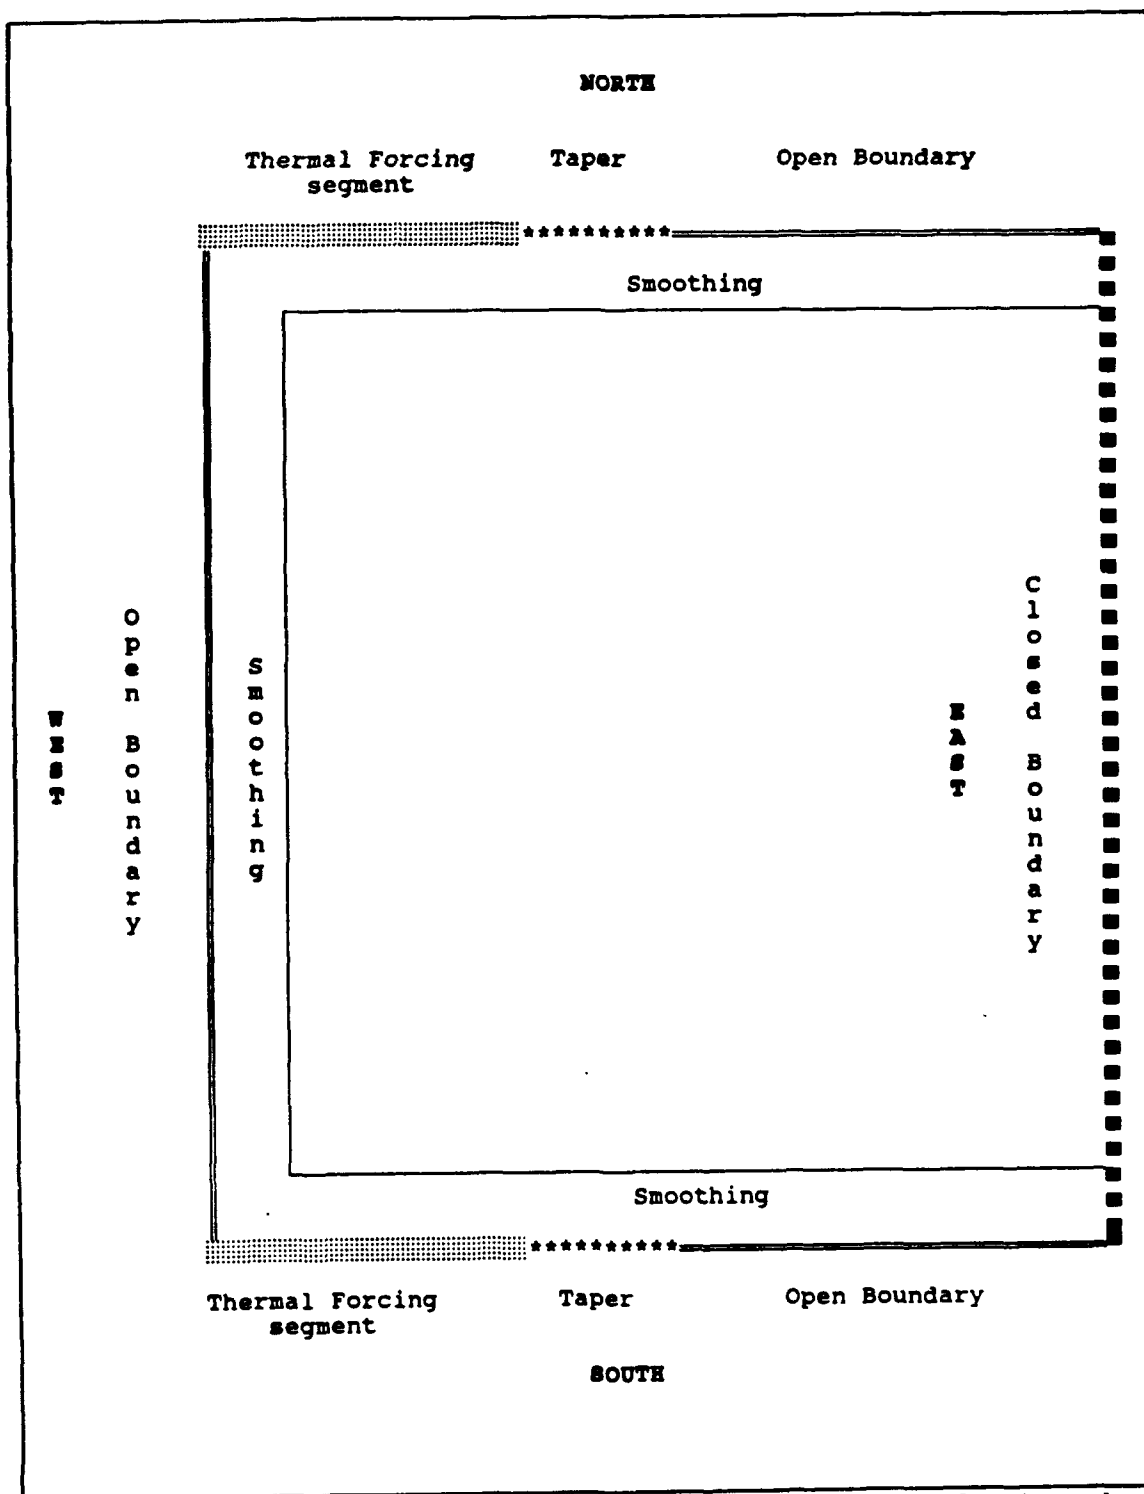 NORTH
Thermal Forcing
segment
Taper
Open Boundary
**********
Smoothing
Open Boundary
WEST
Smoothing
EAST
Closed Boundary
Smoothing
**********
Thermal Forcing
segment
Taper
Open Boundary
SOUTH